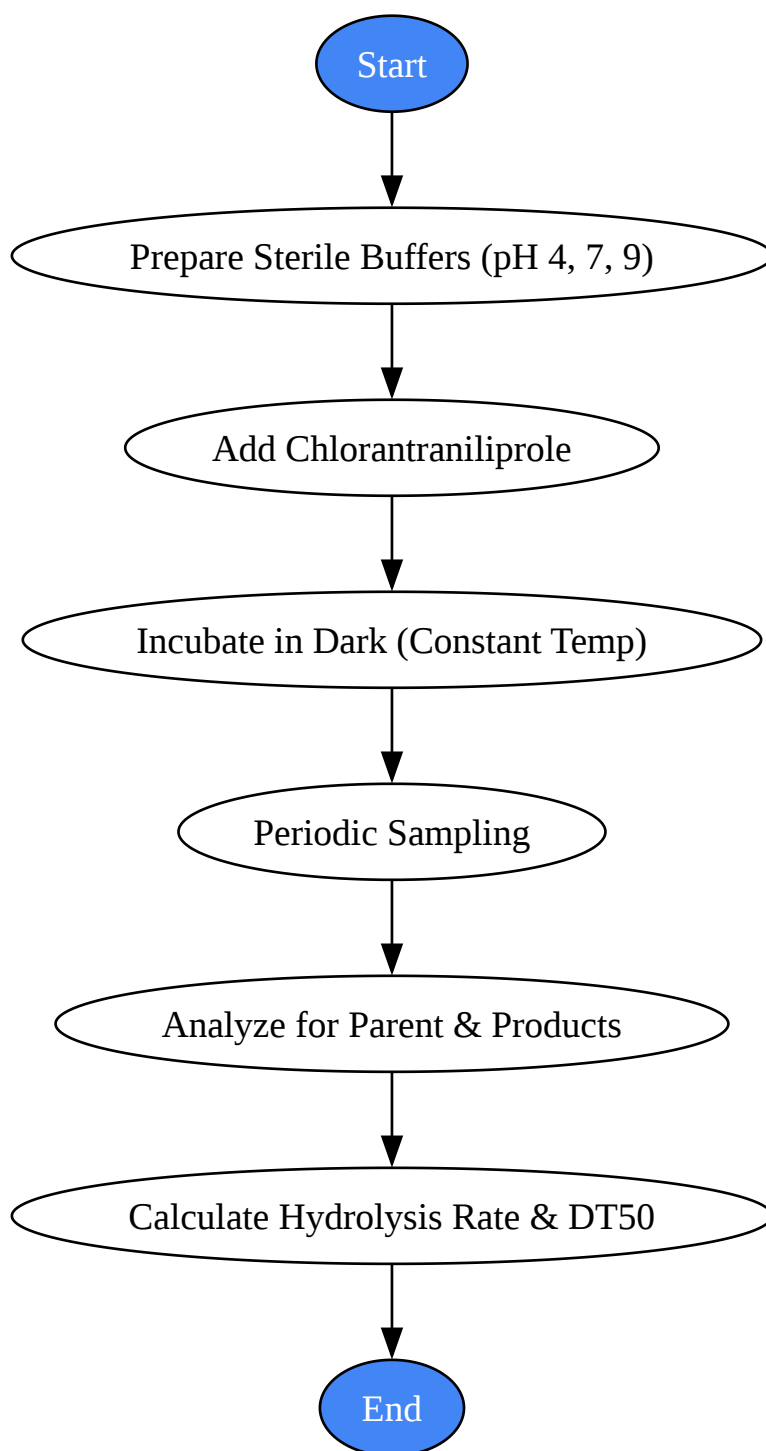 Start
Prepare Sterile Buffers (pH 4, 7, 9)
Add Chlorantraniliprole
Incubate in Dark (Constant Temp)
Periodic Sampling
Analyze for Parent & Products
Calculate Hydrolysis Rate & DT50
End